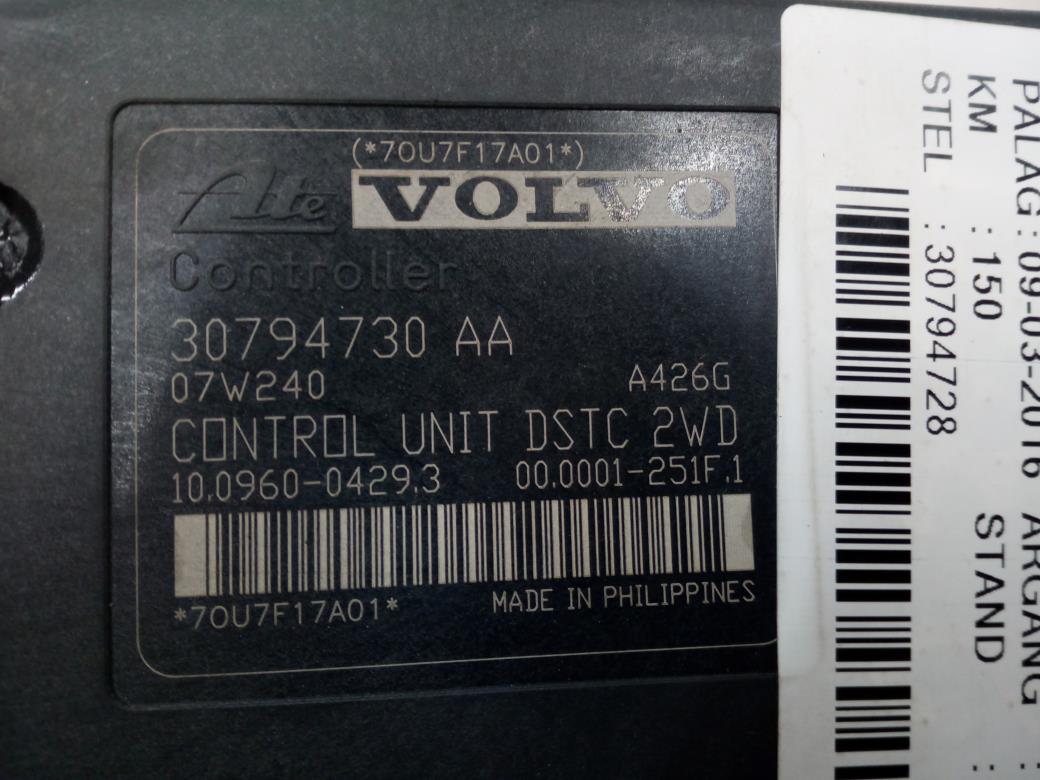 (*70U7F17A01*)
Ate VOLVO
Controller
30794730 AA
07W240 A426G
CONTROL UNIT DSTC 2WD
10.0960-0429.3 00.0001-251F.1
*70U7F17A01* MADE IN PHILIPPINES
PALAG: 09-03-2016 ARGANG :
KM : 150 STAND :
STEL : 30794728